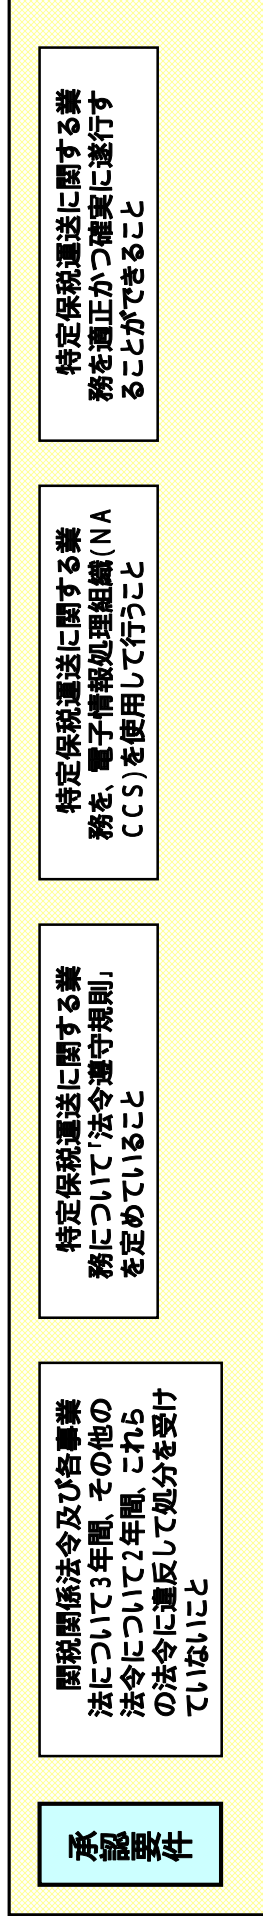 承認要件
関税関係法令及び各事業
法について3年間、その他の
法令について2年間、これら
の法令に違反して処分を受け
ていないこと
特定保税運送に関する業
務について「法令遵守規則」
を定めていること
特定保税運送に関する業
務を、電子情報処理組織(NA
CCS)を使用して行うこと
特定保税運送に関する業
務を適正かつ確実に遂行す
ることができること